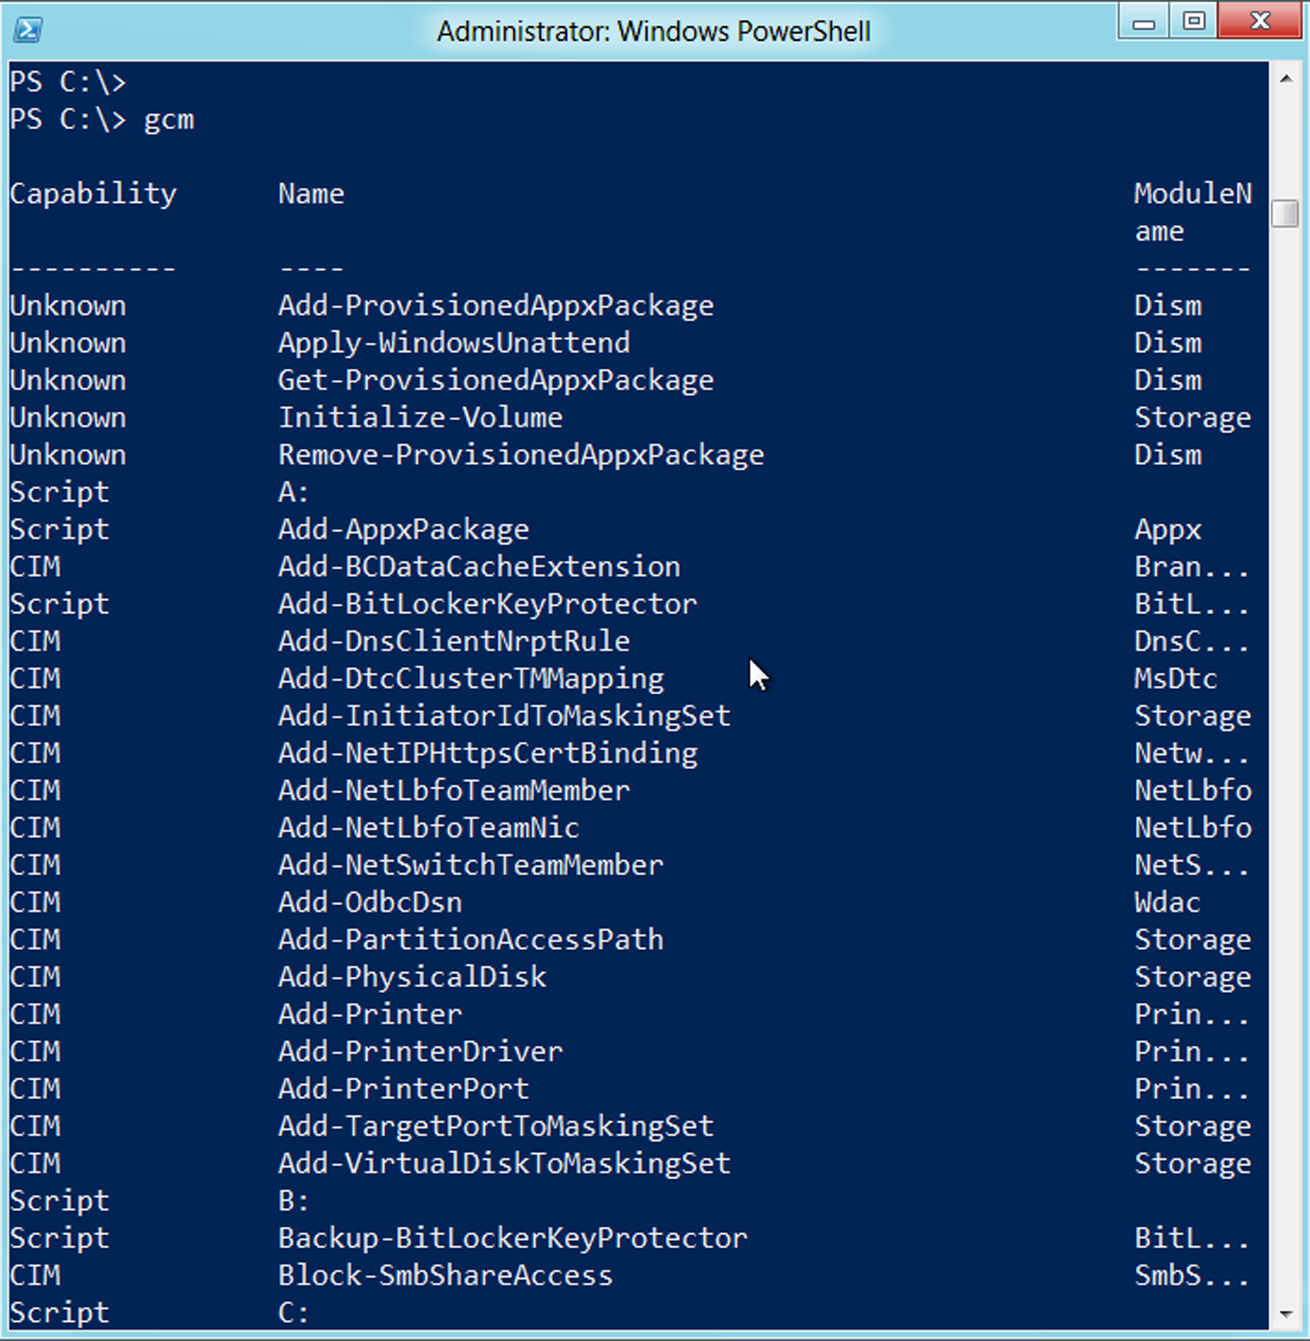 Administrator: Windows PowerShell
PS C:\>
PS C:\> gcm
Capability Name ModuleN
ame
---------- ---- -------
Unknown Add-ProvisionedAppxPackage Dism
Unknown Apply-WindowsUnattend Dism
Unknown Get-ProvisionedAppxPackage Dism
Unknown Initialize-Volume Storage
Unknown Remove-ProvisionedAppxPackage Dism
Script A:
Script Add-AppxPackage Appx
CIM Add-BCDataCacheExtension Bran...
Script Add-BitLockerKeyProtector BitL...
CIM Add-DnsClientNrptRule DnsC...
CIM Add-DtcClusterTMMapping MsDtc
CIM Add-InitiatorIdToMaskingSet Storage
CIM Add-NetIPHttpsCertBinding Netw...
CIM Add-NetLbfoTeamMember NetLbfo
CIM Add-NetLbfoTeamNic NetLbfo
CIM Add-NetSwitchTeamMember NetS...
CIM Add-OdbcDsn Wdac
CIM Add-PartitionAccessPath Storage
CIM Add-PhysicalDisk Storage
CIM Add-Printer Prin...
CIM Add-PrinterDriver Prin...
CIM Add-PrinterPort Prin...
CIM Add-TargetPortToMaskingSet Storage
CIM Add-VirtualDiskToMaskingSet Storage
Script B:
Script Backup-BitLockerKeyProtector BitL...
CIM Block-SmbShareAccess SmbS...
Script C: